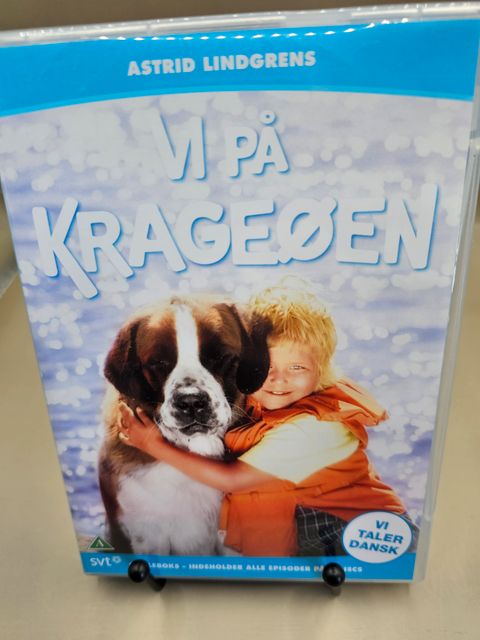 ASTRID LINDGRENS
VI PÅ
KRAGEØEN
VI
TALER
DANSK
svt
- INDEHOLDER ALLE EPISODER